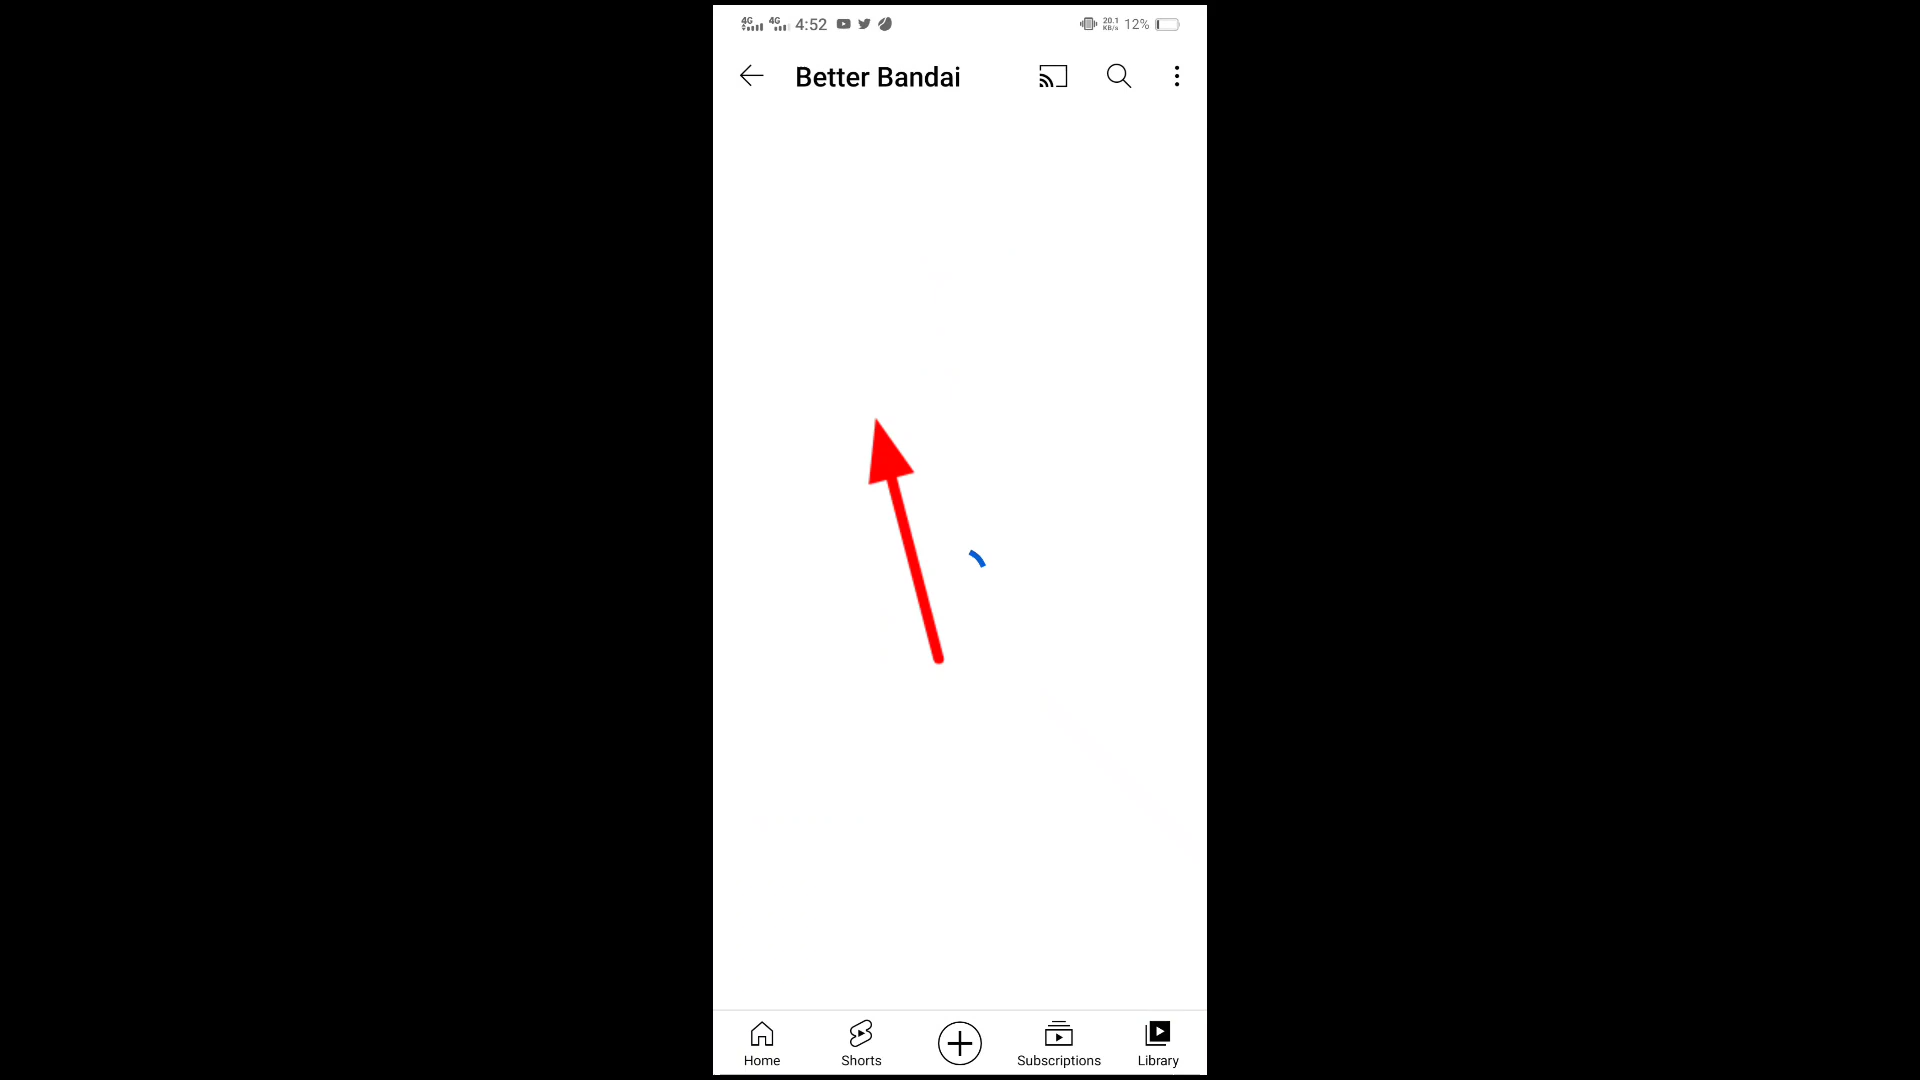 4G 4G 4:52 20.1 KB/s 12%
Better Bandai
Home Shorts Subscriptions Library